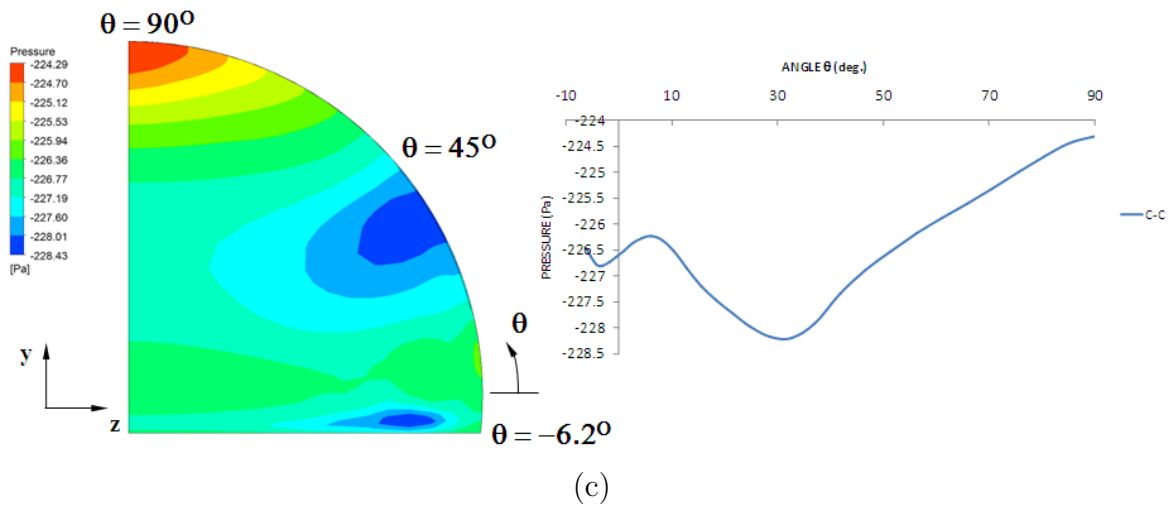 θ = 90°
Pressure
-224.29
-224.70
-225.12
-225.53
-225.94
-226.36
-226.77
-227.19
-227.60
-228.01
-228.43
[Pa]
θ = 45°
θ
y
z
θ = −6.2°
ANGLE θ (deg.)
-10 10 30 50 70 90
-224
-224.5
-225
-225.5
-226
-226.5
-227
-227.5
-228
-228.5
PRESSURE (Pa)
C-C
(c)